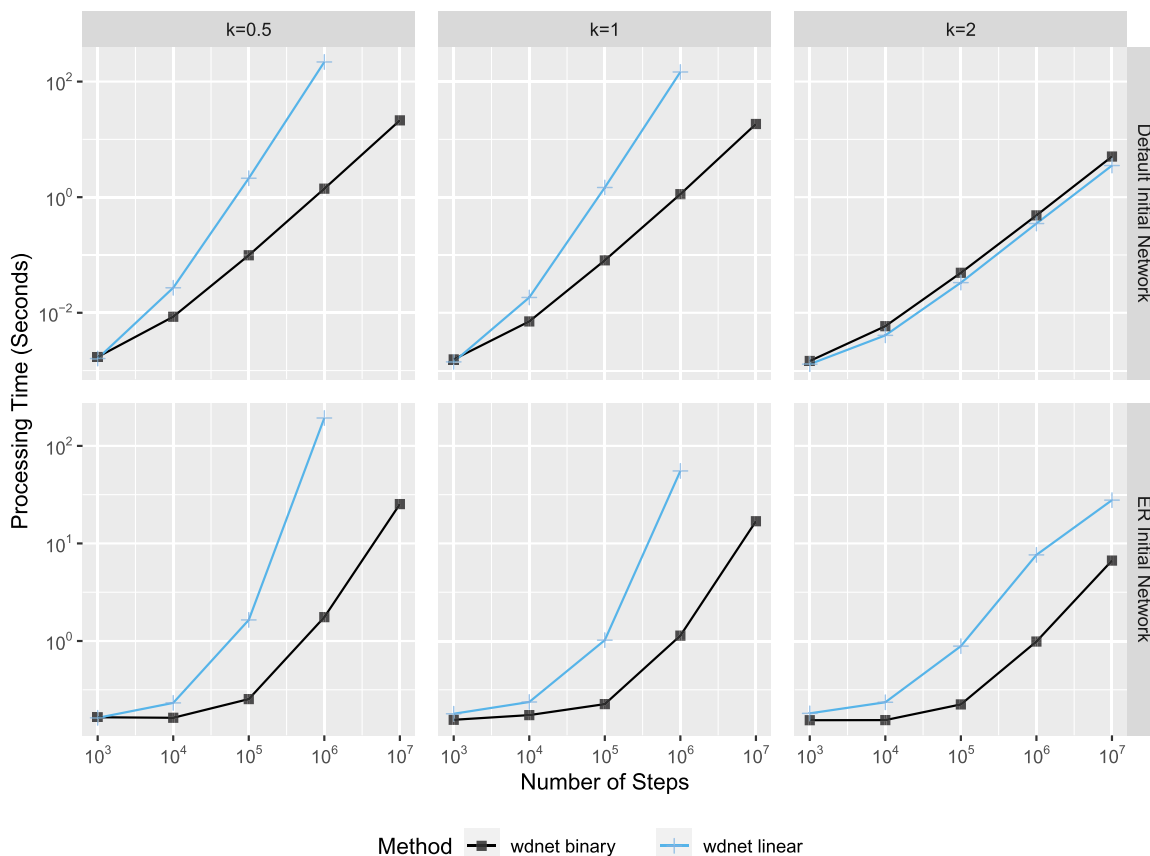 k=0.5
k=1
k=2
Default Initial Network
ER Initial Network
Processing Time (Seconds)
10²
10⁰
10⁻²
10²
10¹
10⁰
10³ 10⁴ 10⁵ 10⁶ 10⁷
10³ 10⁴ 10⁵ 10⁶ 10⁷
10³ 10⁴ 10⁵ 10⁶ 10⁷
Number of Steps
Method wdnet binary wdnet linear